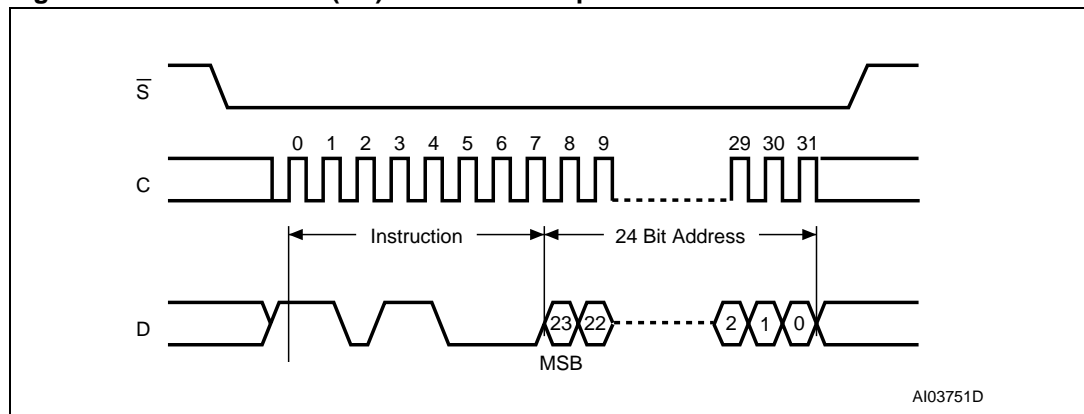 S
0 1 2 3 4 5 6 7 8 9 29 30 31
C
Instruction 24 Bit Address
D 23 22 2 1 0
MSB
AI03751D